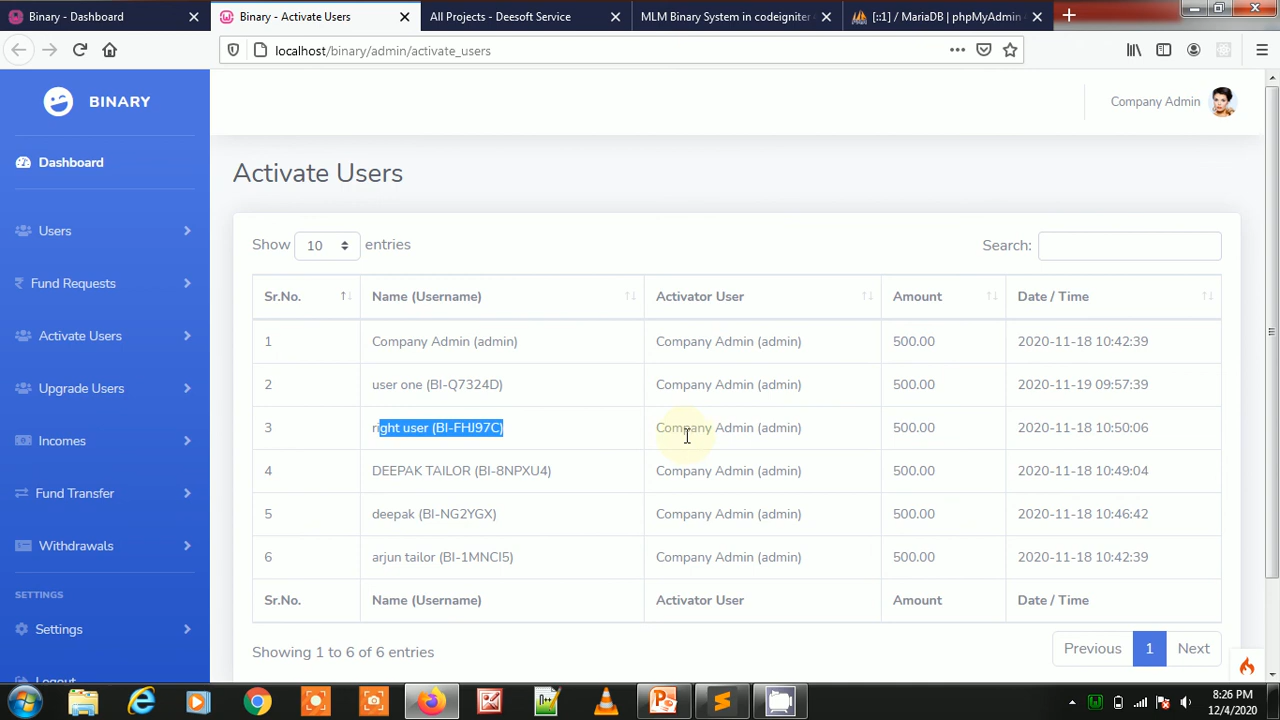 Binary - Dashboard
Binary - Activate Users
All Projects - Deesoft Service
MLM Binary System in codeigniter
[::1] / MariaDB | phpMyAdmin
localhost/binary/admin/activate_users
BINARY
Company Admin
Dashboard
Activate Users
Users
Show 10 entries
Search:
Fund Requests
Sr.No. Name (Username) Activator User Amount Date / Time
Activate Users
1 Company Admin (admin) Company Admin (admin) 500.00 2020-11-18 10:42:39
Upgrade Users
2 user one (BI-Q7324D) Company Admin (admin) 500.00 2020-11-19 09:57:39
3 right user (BI-FHJ97C) Company Admin (admin) 500.00 2020-11-18 10:50:06
Incomes
4 DEEPAK TAILOR (BI-8NPXU4) Company Admin (admin) 500.00 2020-11-18 10:49:04
Fund Transfer
5 deepak (BI-NG2YGX) Company Admin (admin) 500.00 2020-11-18 10:46:42
Withdrawals
6 arjun tailor (BI-1MNCI5) Company Admin (admin) 500.00 2020-11-18 10:42:39
SETTINGS
Sr.No. Name (Username) Activator User Amount Date / Time
Settings
Showing 1 to 6 of 6 entries
Previous 1 Next
Logout
8:26 PM
12/4/2020